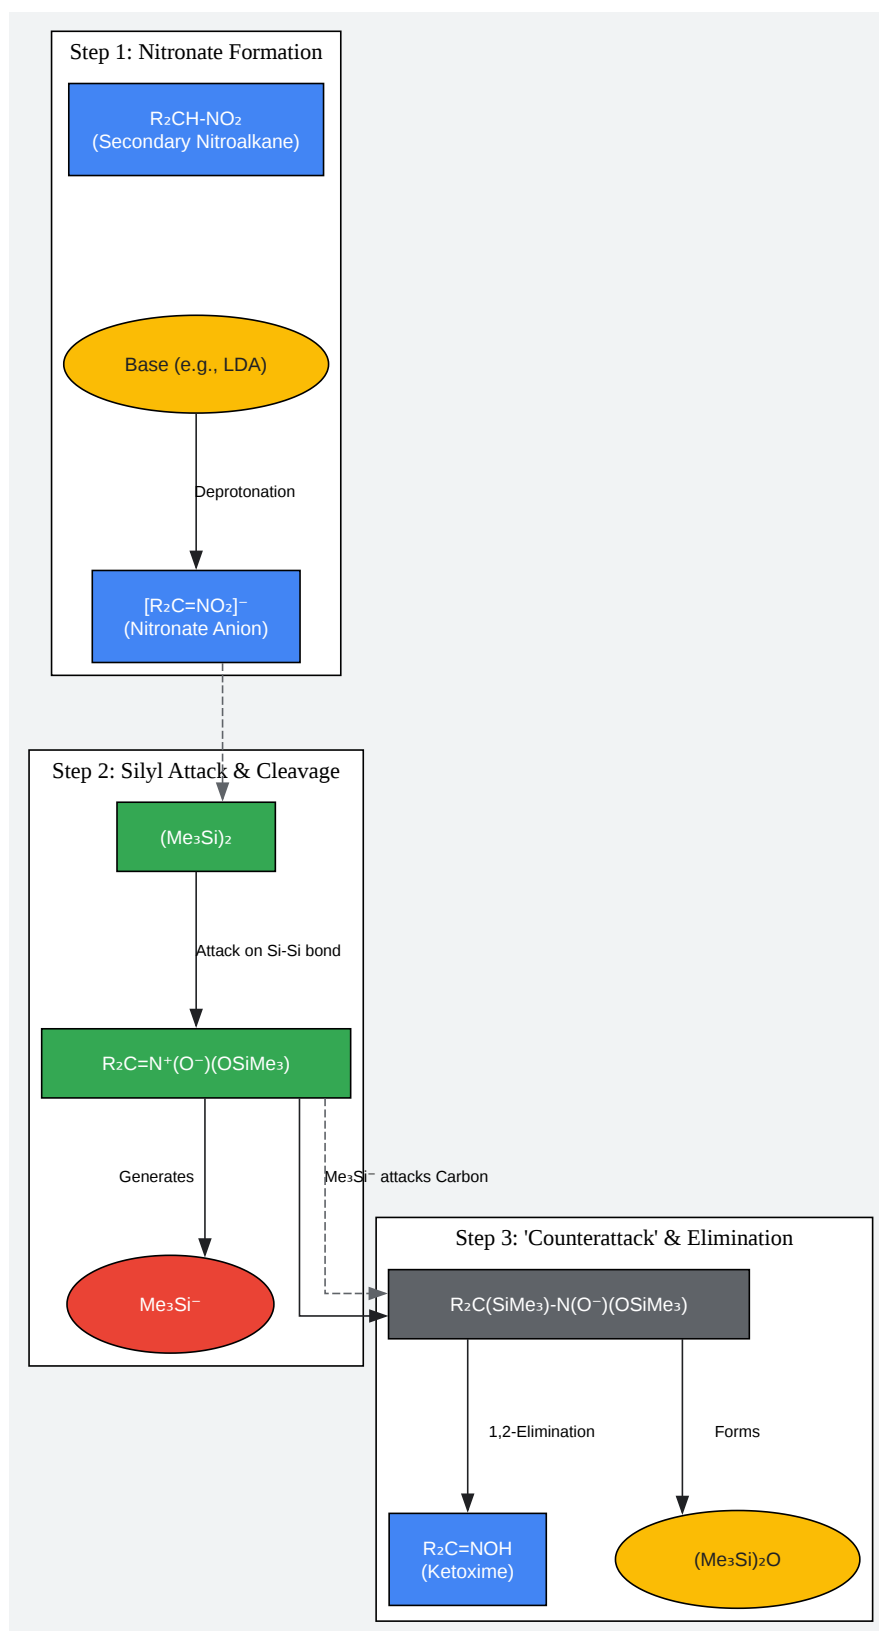 Step 1: Nitronate Formation
R₂CH-NO₂
(Secondary Nitroalkane)
Base (e.g., LDA)
Deprotonation
[R₂C=NO₂]⁻
(Nitronate Anion)
Step 2: Silyl Attack & Cleavage
(Me₃Si)₂
Attack on Si-Si bond
R₂C=N⁺(O⁻)(OSiMe₃)
Generates
Me₃Si⁻ attacks Carbon
Me₃Si⁻
Step 3: 'Counterattack' & Elimination
R₂C(SiMe₃)-N(O⁻)(OSiMe₃)
1,2-Elimination
Forms
R₂C=NOH
(Ketoxime)
(Me₃Si)₂O